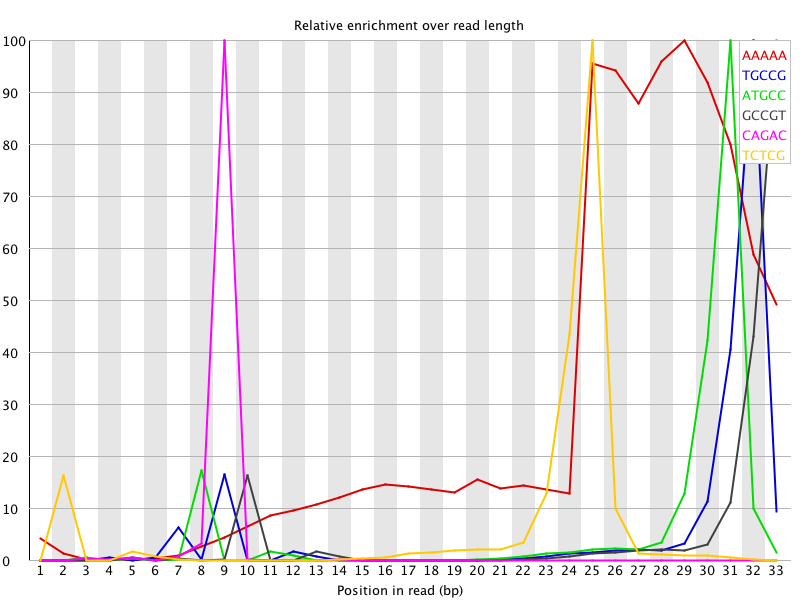 Relative enrichment over read length
100
90
80
70
60
50
40
30
20
10
0
AAAAA
TGCCG
ATGCC
GCCGT
CAGAC
TCTCG
1 2 3 4 5 6 7 8 9 10 11 12 13 14 15 16 17 18 19 20 21 22 23 24 25 26 27 28 29 30 31 32 33
Position in read (bp)